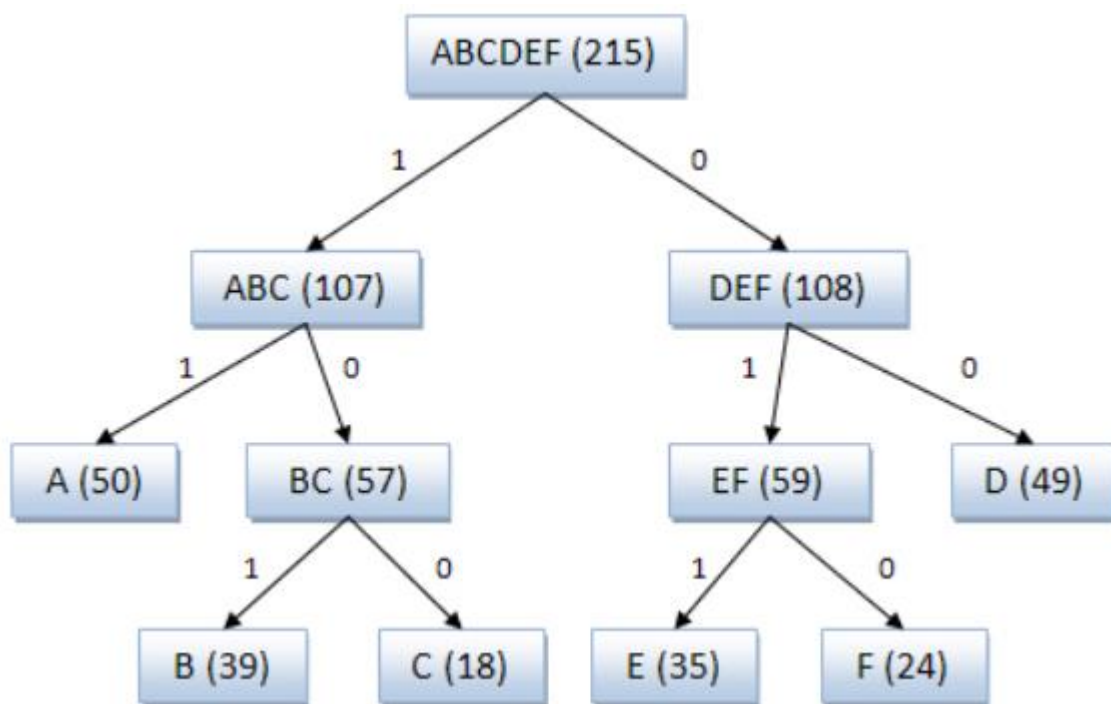 ABCDEF (215)
1 0
ABC (107) DEF (108)
1 0 1 0
A (50) BC (57) EF (59) D (49)
1 0 1 0
B (39) C (18) E (35) F (24)